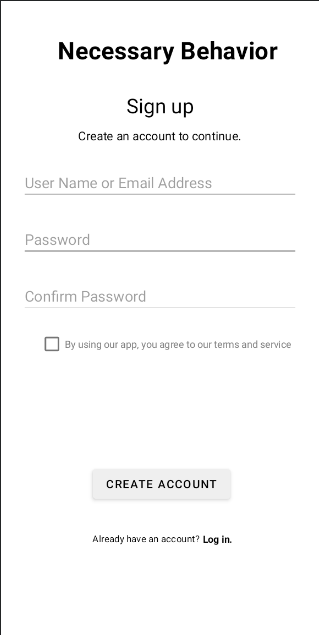 Necessary Behavior
Sign up
Create an account to continue.
User Name or Email Address
Password
Confirm Password
By using our app, you agree to our terms and service
CREATE ACCOUNT
Already have an account? Log in.